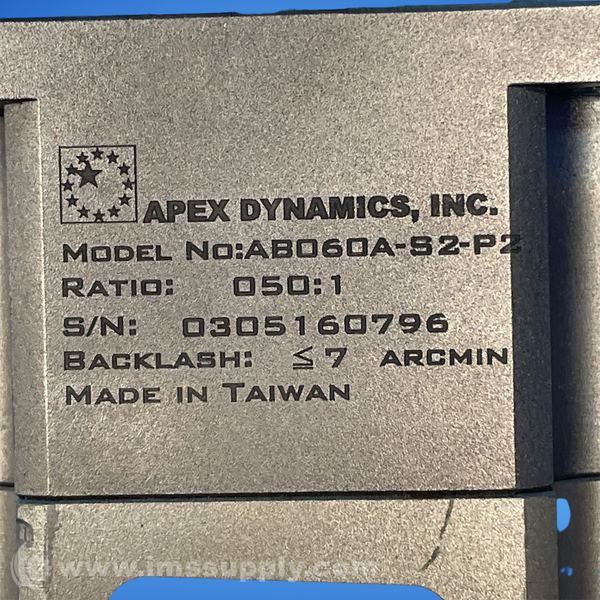 APEX DYNAMICS, INC.
MODEL NO:AB060A-S2-P2
RATIO: 050:1
S/N: 0305160796
BACKLASH: ≦7 ARCMIN
MADE IN TAIWAN
www.imssupply.com